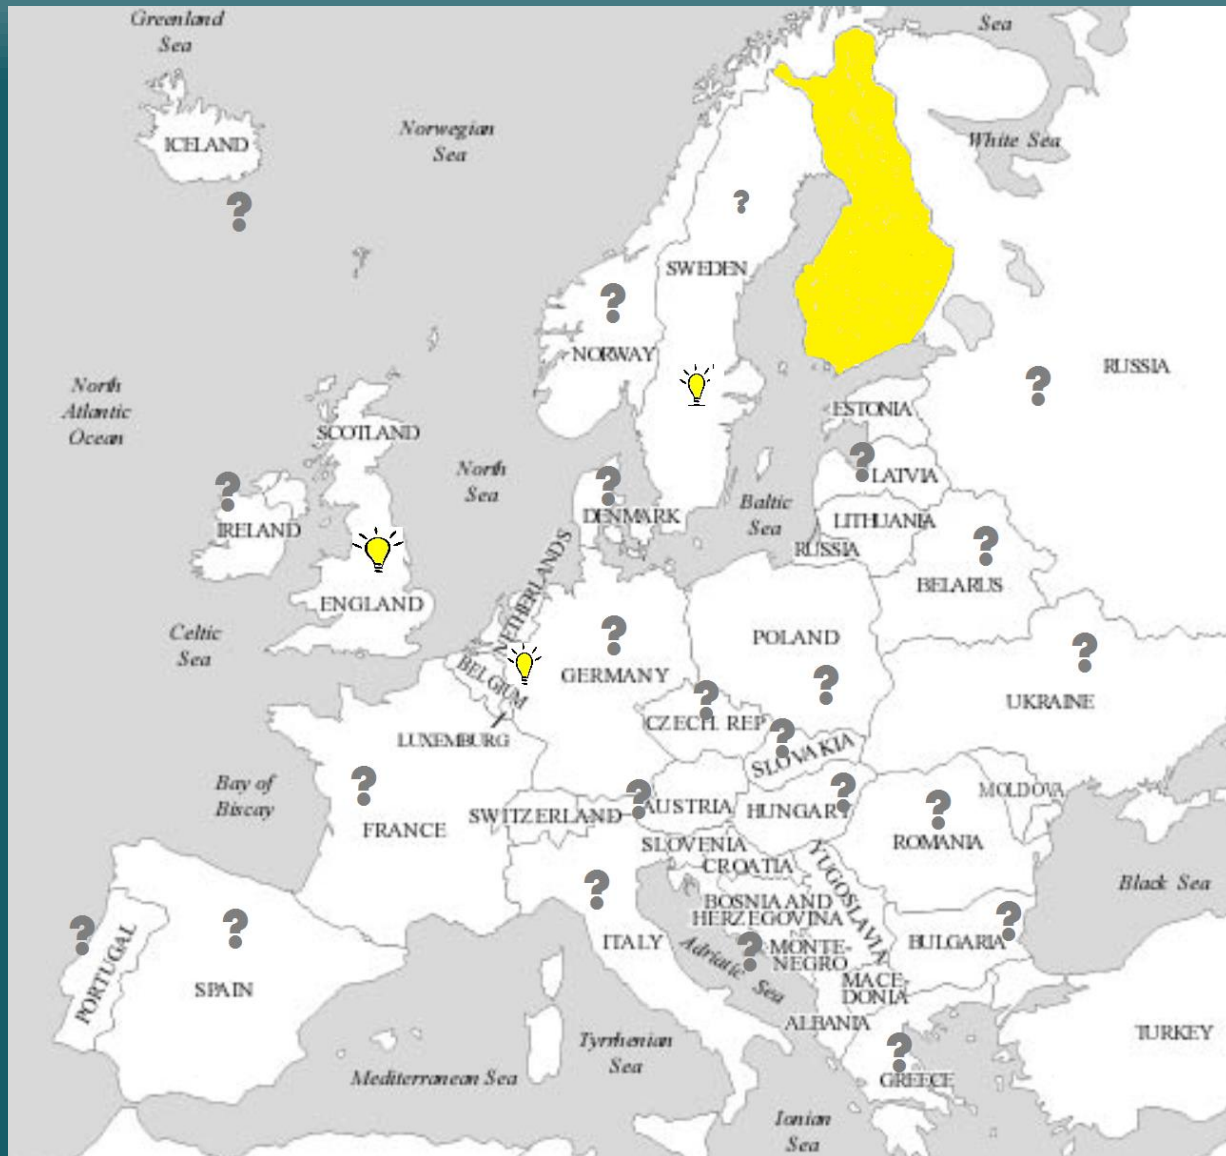 Greenland
Sea
Sea
ICELAND
Norwegian
Sea
White Sea
?
?
SWEDEN
?
NORWAY
RUSSIA
?
North
Atlantic
Ocean
ESTONIA
SCOTLAND
North
Sea
?
LATVIA
?
IRELAND
?
DENMARK
Baltic
Sea
LITHUANIA
RUSSIA
?
BELARUS
NETHERLANDS
ENGLAND
Celtic
Sea
?
GERMANY
POLAND
?
?
UKRAINE
BELGIUM
LUXEMBURG
?
CZECH REP
?
SLOVAKIA
Bay of
Biscay
?
FRANCE
SWITZERLAND
?
AUSTRIA
HUNGARY
?
MOLDOVA
?
ROMANIA
SLOVENIA
CROATIA
YUGOSLAVIA
Black Sea
?
BOSNIA AND
HERZEGOVINA
?
PORTUGAL
?
SPAIN
ITALY
Adriatic Sea
?
MONTE-
NEGRO
BULGARIA
?
MACE-
DONIA
ALBANIA
TURKEY
Tyrrhenian
Sea
Mediterranean Sea
?
GREECE
Ionian
Sea